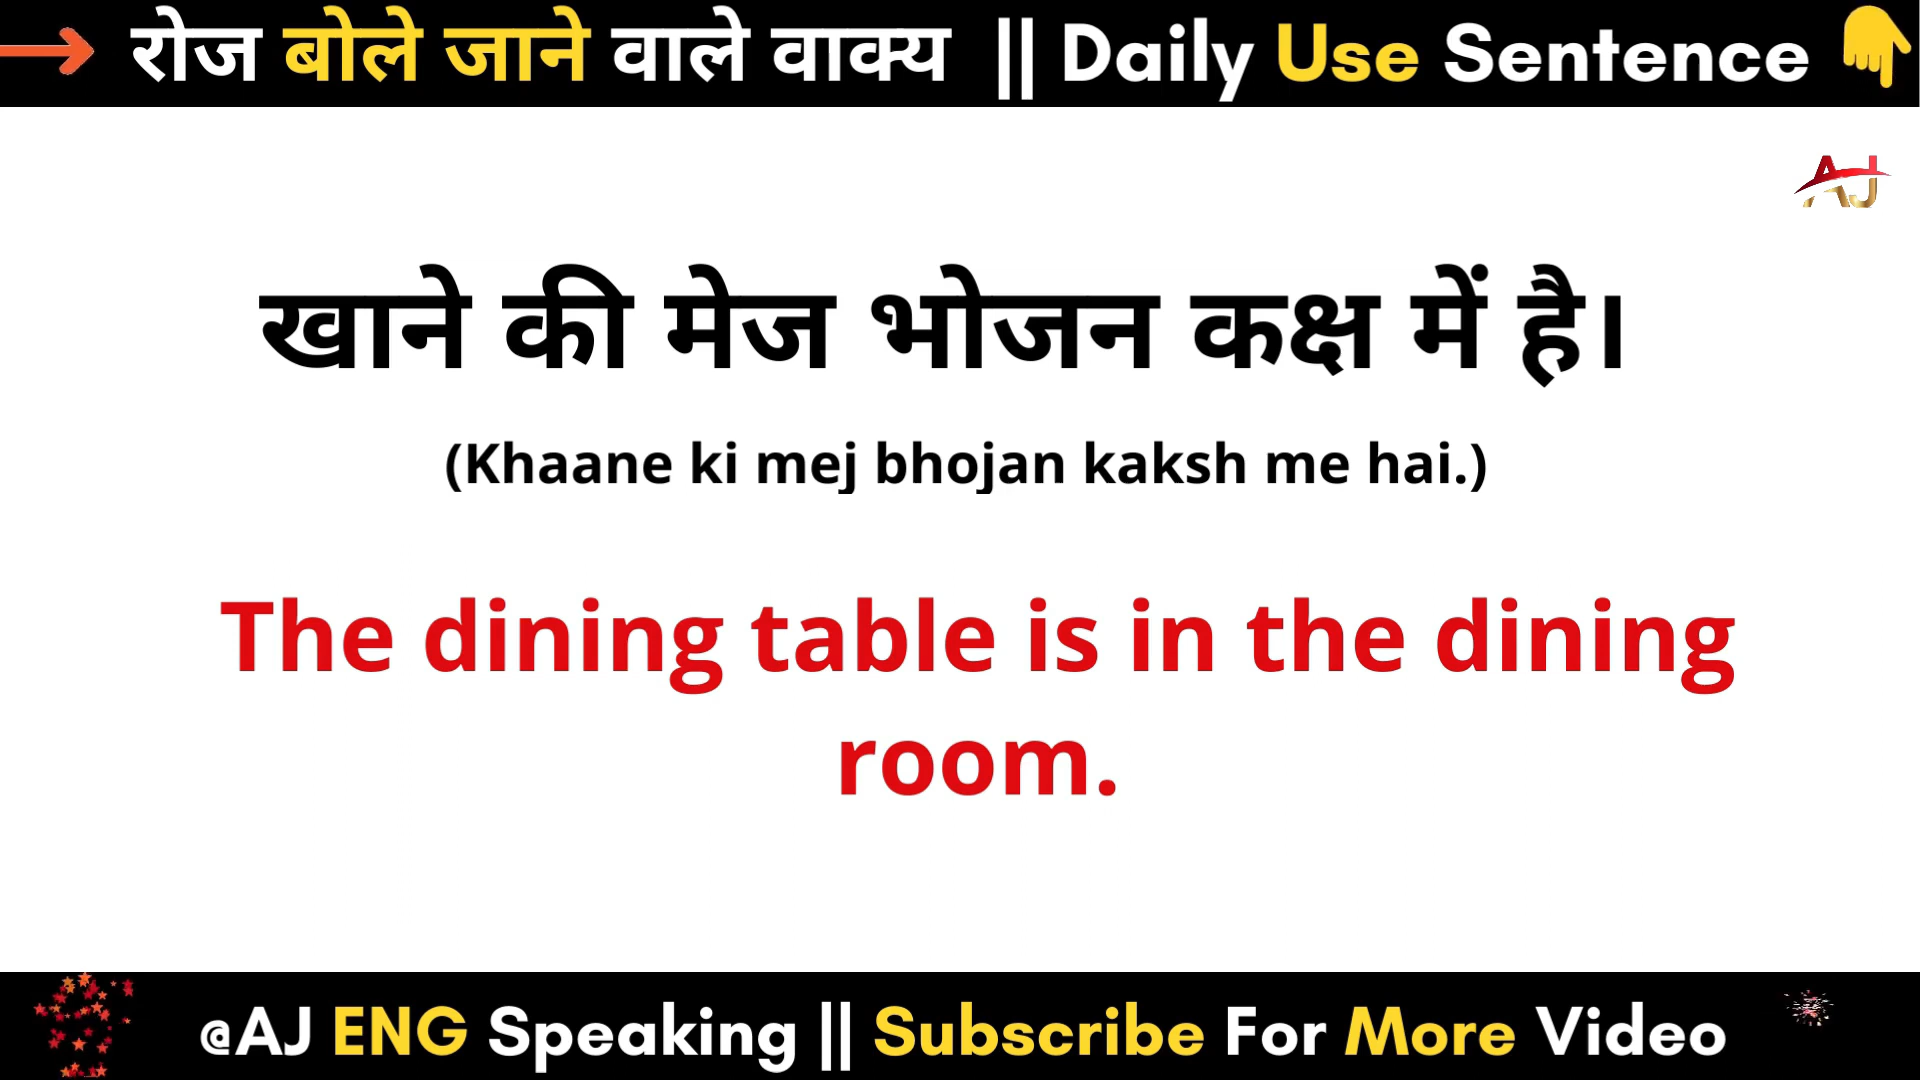 रोज बोले जाने वाले वाक्य || Daily Use Sentence
AJ
खाने की मेज भोजन कक्ष में है।
(Khaane ki mej bhojan kaksh me hai.)
The dining table is in the dining
room.
@AJ ENG Speaking || Subscribe For More Video